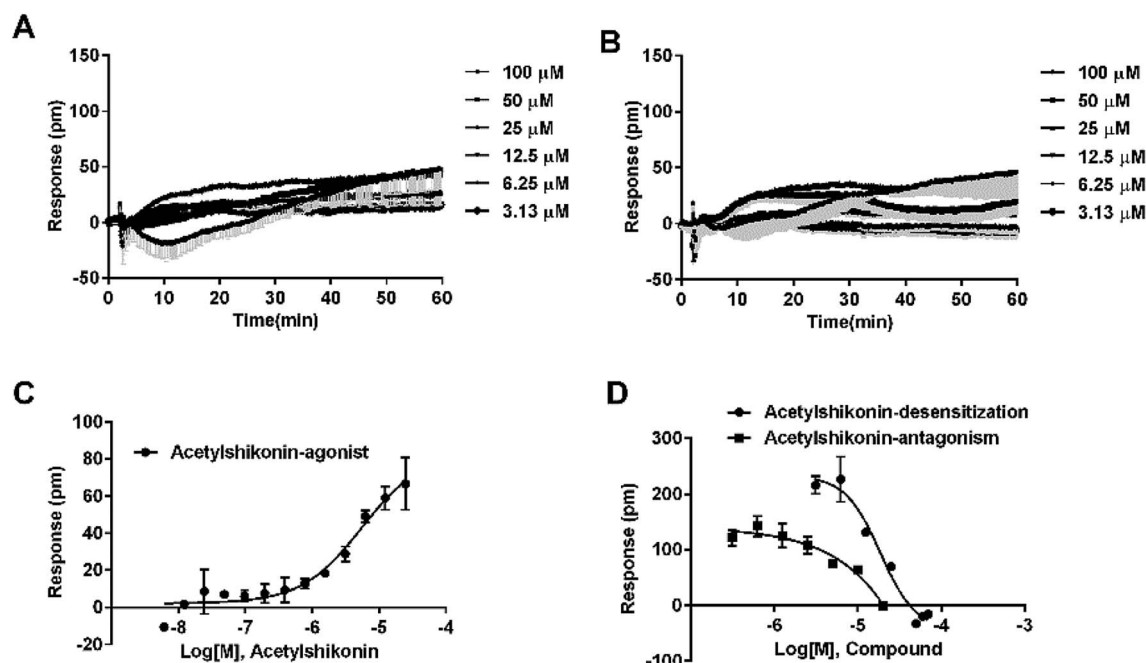 A
150
100
50
0
-50
Response (pm)
0 10 20 30 40 50 60
Time(min)
100 μM
50 μM
25 μM
12.5 μM
6.25 μM
3.13 μM
B
150
100
50
0
-50
Response (pm)
0 10 20 30 40 50 60
Time(min)
100 μM
50 μM
25 μM
12.5 μM
6.25 μM
3.13 μM
C
100
80
60
40
20
0
-20
Response (pm)
Acetylshikonin-agonist
-8 -7 -6 -5 -4
Log[M], Acetylshikonin
D
Acetylshikonin-desensitization
Acetylshikonin-antagonism
300
200
100
0
-100
Response (pm)
-6 -5 -4 -3
Log[M], Compound